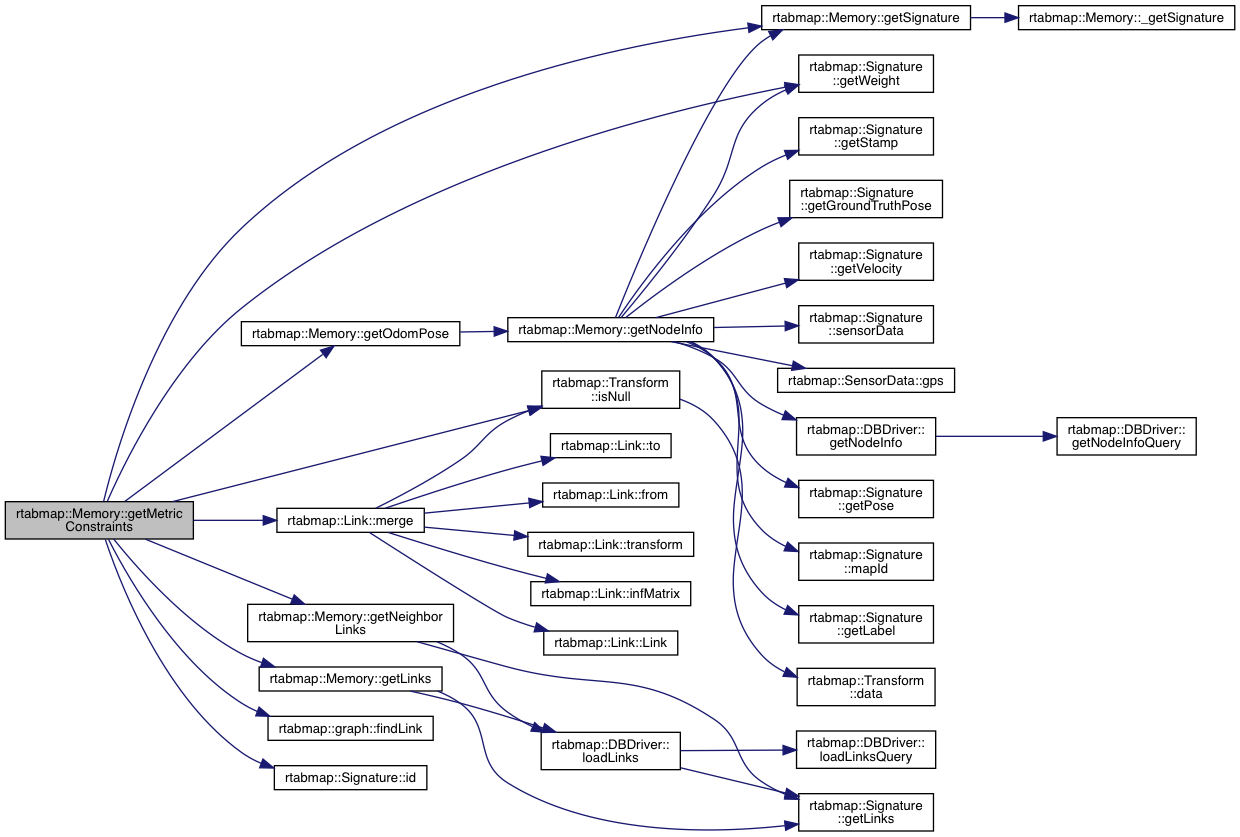 rtabmap::Memory::getMetric
Constraints
rtabmap::Memory::getOdomPose
rtabmap::Link::merge
rtabmap::Memory::getNeighbor
Links
rtabmap::Memory::getLinks
rtabmap::graph::findLink
rtabmap::Signature::id
rtabmap::Memory::getNodeInfo
rtabmap::Transform
::isNull
rtabmap::Link::to
rtabmap::Link::from
rtabmap::Link::transform
rtabmap::Link::infMatrix
rtabmap::Link::Link
rtabmap::DBDriver::
loadLinks
rtabmap::Memory::getSignature
rtabmap::Signature
::getWeight
rtabmap::Signature
::getStamp
rtabmap::Signature
::getGroundTruthPose
rtabmap::Signature
::getVelocity
rtabmap::Signature
::sensorData
rtabmap::SensorData::gps
rtabmap::DBDriver::
getNodeInfo
rtabmap::Signature
::getPose
rtabmap::Signature
::mapId
rtabmap::Signature
::getLabel
rtabmap::Transform
::data
rtabmap::DBDriver::
loadLinksQuery
rtabmap::Signature
::getLinks
rtabmap::Memory::_getSignature
rtabmap::DBDriver::
getNodeInfoQuery